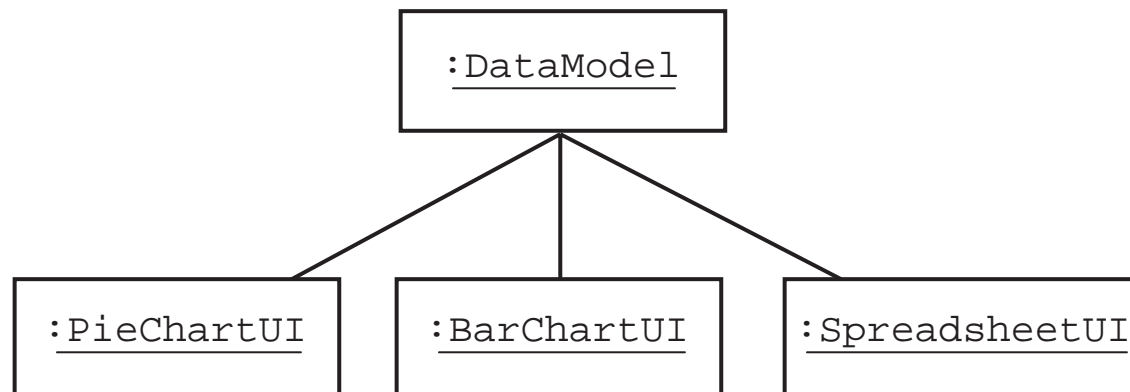 :DataModel
:PieChartUI
:BarChartUI
:SpreadsheetUI